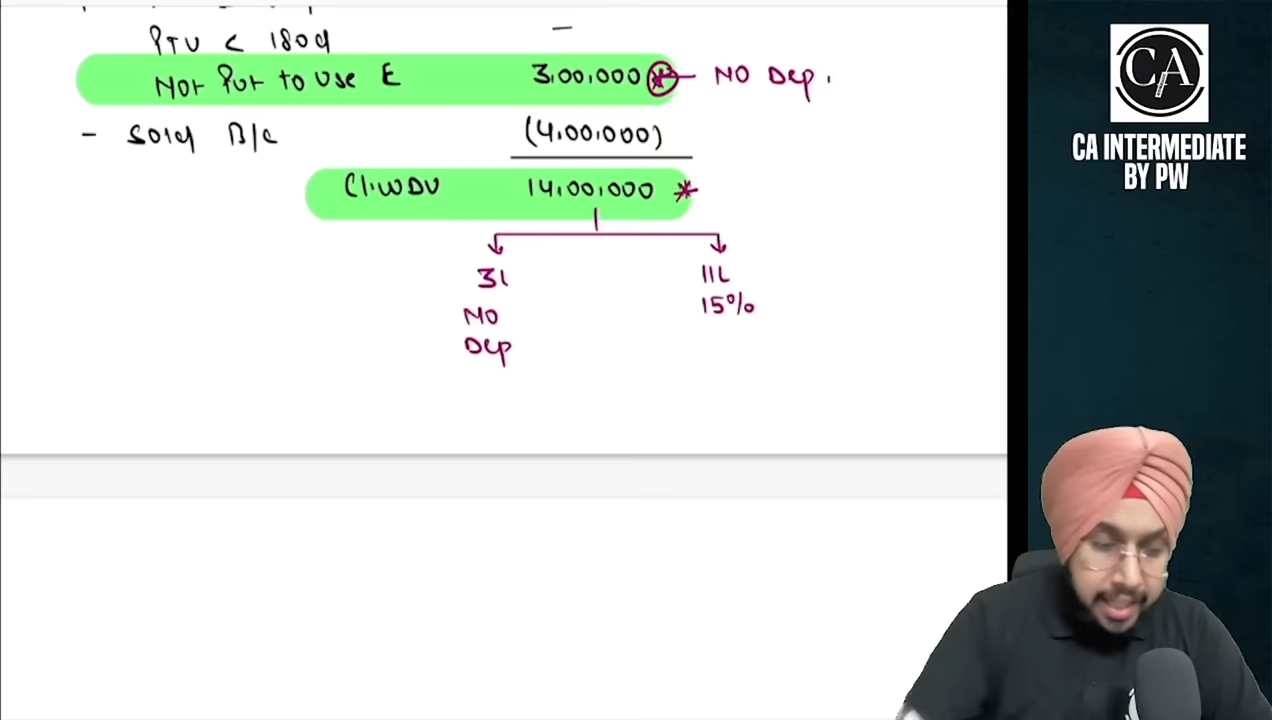 PTU < 180d —
Not Put to use E 3,00,000 * — NO Dep.
- Sold B/C (4,00,000)
Cl.WDV 14,00,000 *
3L 11L
NO 15%
Dep
CA
CA INTERMEDIATE
BY PW